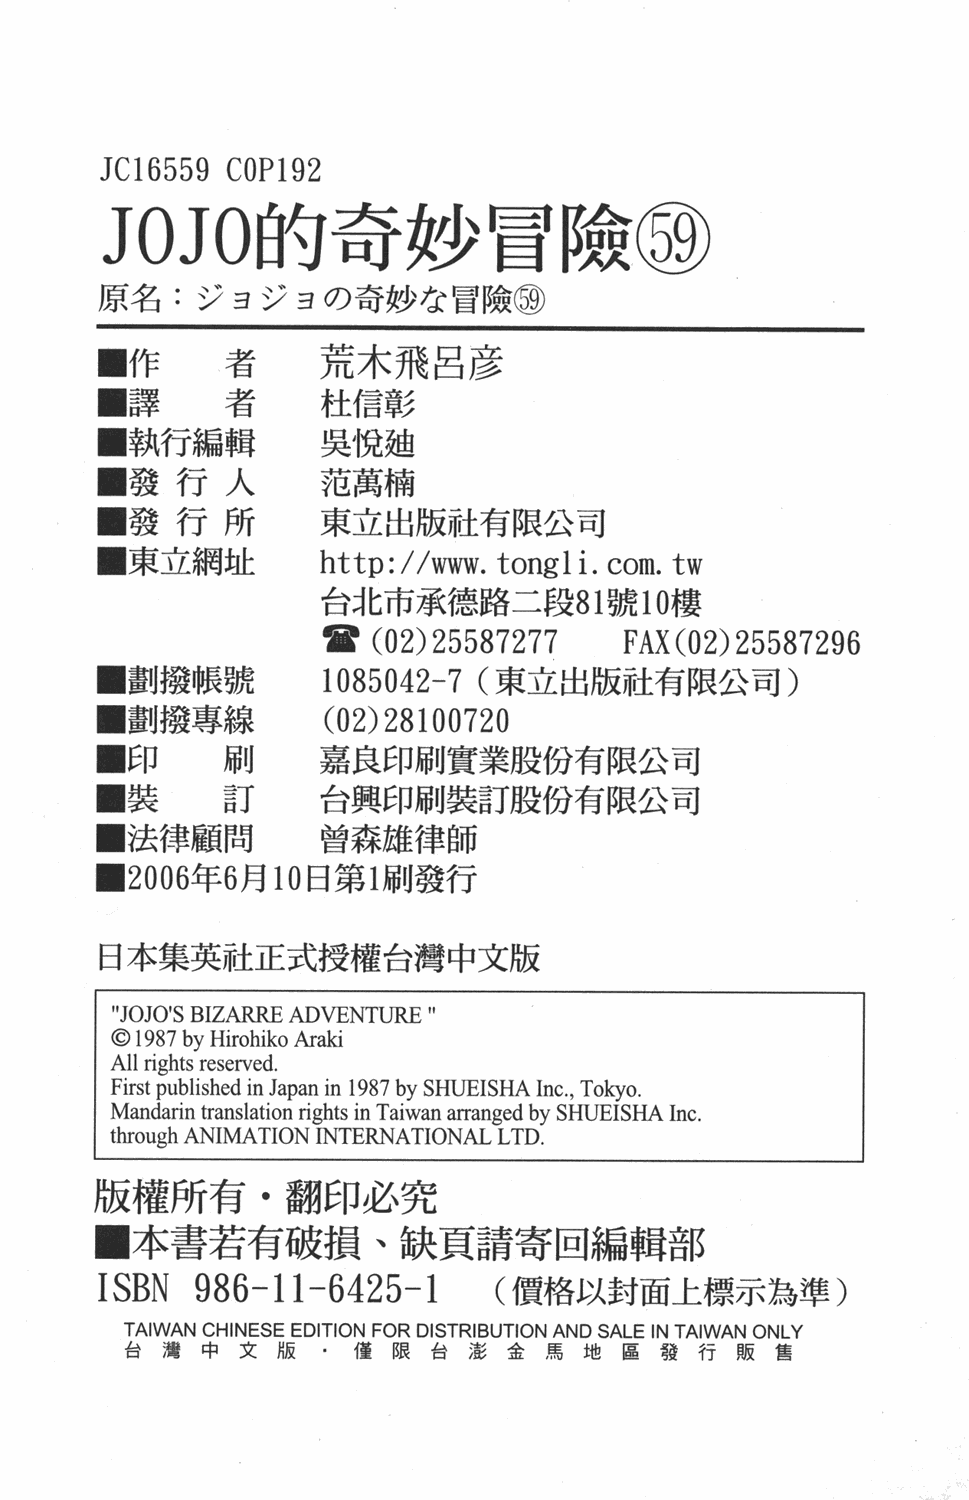 JC16559 C0P192
JOJO的奇妙冒險59
原名：ジョジョの奇妙な冒險59
■作　　者　荒木飛呂彦
■譯　　者　杜信彰
■執行編輯　吳悅廸
■發 行 人　范萬楠
■發 行 所　東立出版社有限公司
■東立網址　http://www.tongli.com.tw
台北市承德路二段81號10樓
☎(02)25587277　FAX(02)25587296
■劃撥帳號　1085042-7（東立出版社有限公司）
■劃撥專線　(02)28100720
■印　　刷　嘉良印刷實業股份有限公司
■裝　　訂　台興印刷裝訂股份有限公司
■法律顧問　曾森雄律師
■2006年6月10日第1刷發行
日本集英社正式授權台灣中文版
"JOJO'S BIZARRE ADVENTURE "
©1987 by Hirohiko Araki
All rights reserved.
First published in Japan in 1987 by SHUEISHA Inc., Tokyo.
Mandarin translation rights in Taiwan arranged by SHUEISHA Inc.
through ANIMATION INTERNATIONAL LTD.
版權所有・翻印必究
■本書若有破損、缺頁請寄回編輯部
ISBN 986-11-6425-1　（價格以封面上標示為準）
TAIWAN CHINESE EDITION FOR DISTRIBUTION AND SALE IN TAIWAN ONLY
台灣中文版・僅限台澎金馬地區發行販售